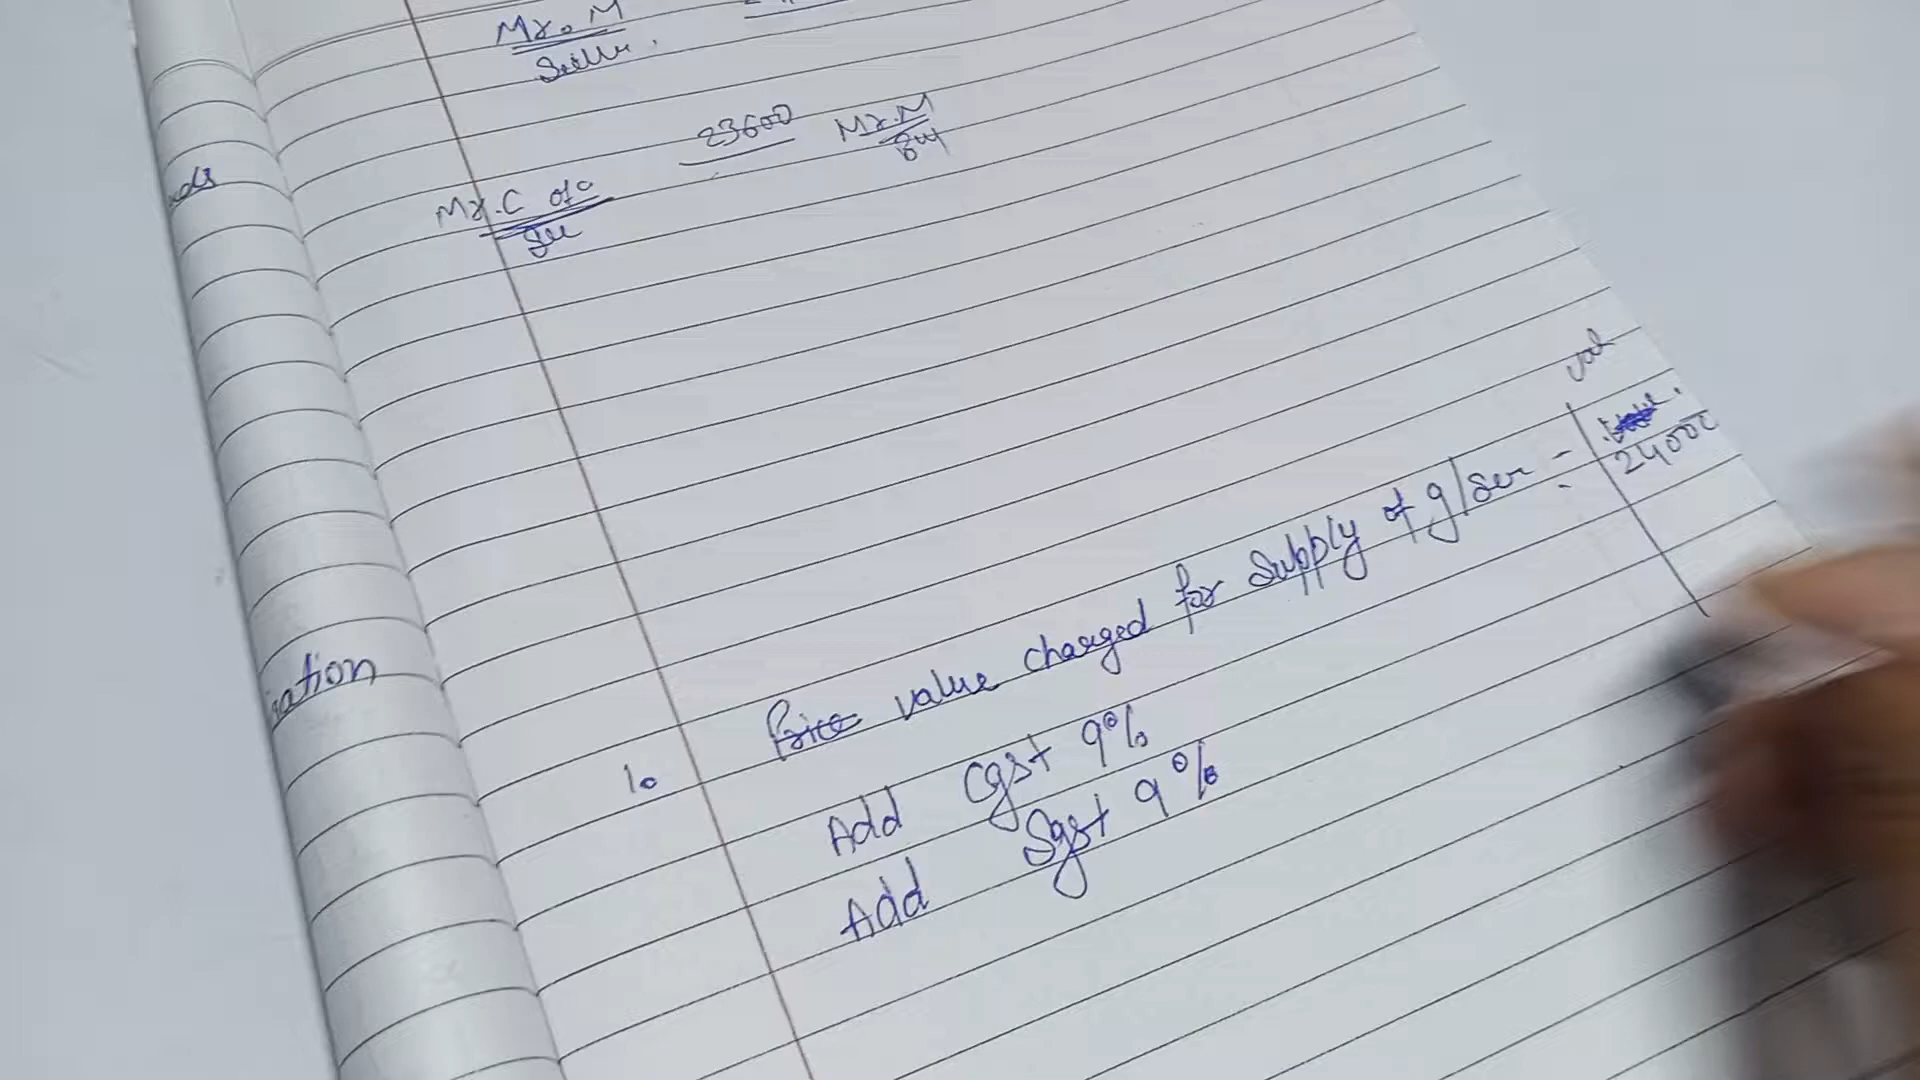 Mr. M
Seller.
23600 Mr. M
Buy
Mr. C of c
ation
val
24000
1. Price value charged for supply of g/ser =
Add Cgst 9%
Add Sgst 9%